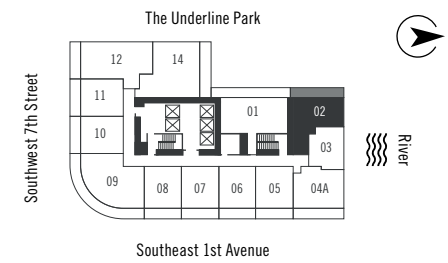 The Underline Park
12
14
11
01
02
10
03
09
08
07
06
05
04A
Southwest 7th Street
River
Southeast 1st Avenue